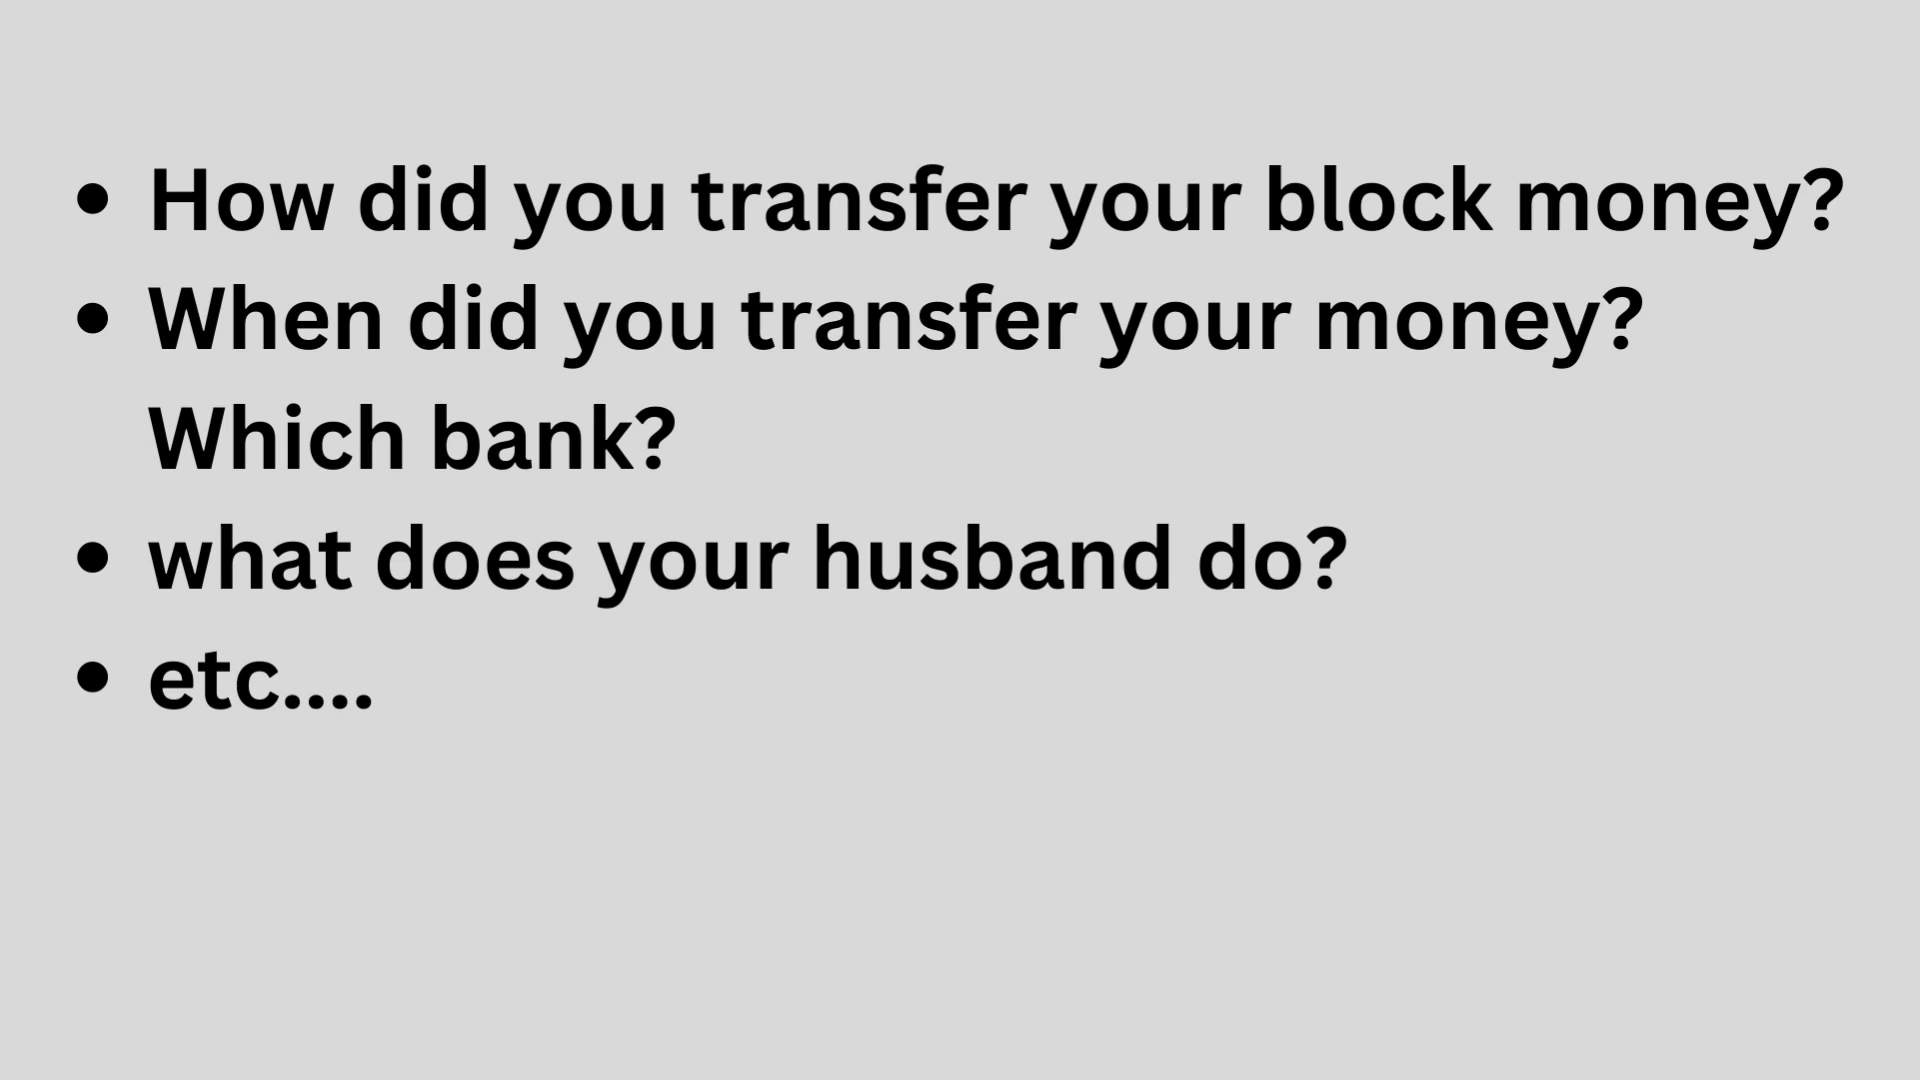 • How did you transfer your block money?
• When did you transfer your money?
Which bank?
• what does your husband do?
• etc....